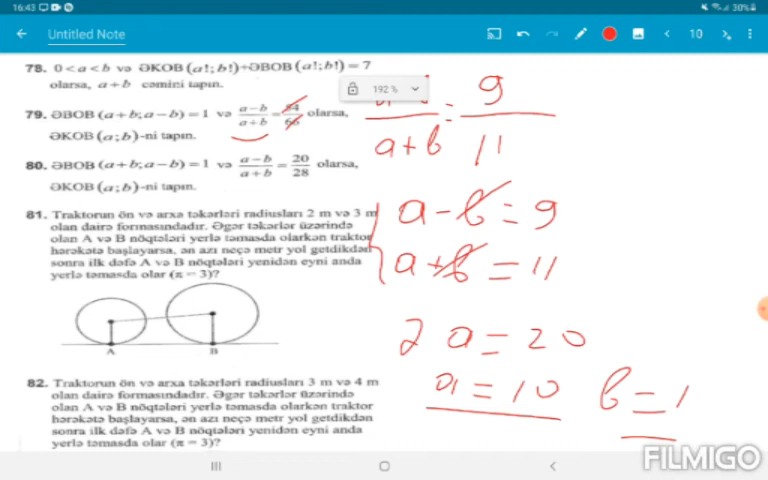 16:43
30%
Untitled Note
10
78. 0 < a < b və ƏKOB (a!; b!)+ƏBOB (a!; b!) = 7
olarsa, a + b cəmini tapın.
192 %
79. ƏBOB (a + b; a − b) = 1 və a − b / a + b = 54 / 66 olarsa,
ƏKOB (a; b)-ni tapın.
80. ƏBOB (a + b; a − b) = 1 və a − b / a + b = 20 / 28 olarsa,
ƏKOB (a; b)-ni tapın.
81. Traktorun ön və arxa təkərləri radiusları 2 m və 3 m
olan dairə formasındadır. Əgər təkərlər üzərində
olan A və B nöqtələri yerlə təmasda olarkən traktor
hərəkətə başlayarsa, ən azı neçə metr yol getdikdən
sonra ilk dəfə A və B nöqtələri yenidən eyni anda
yerlə təmasda olar (π = 3)?
A B
82. Traktorun ön və arxa təkərləri radiusları 3 m və 4 m
olan dairə formasındadır. Əgər təkərlər üzərində
olan A və B nöqtələri yerlə təmasda olarkən traktor
hərəkətə başlayarsa, ən azı neçə metr yol getdikdən
sonra ilk dəfə A və B nöqtələri yenidən eyni anda
yerlə təmasda olar (π = 3)?
a + b = 9 / 11
a − b = 9
a + b = 11
2 a = 20
a = 10 b = 1
FILMIGO